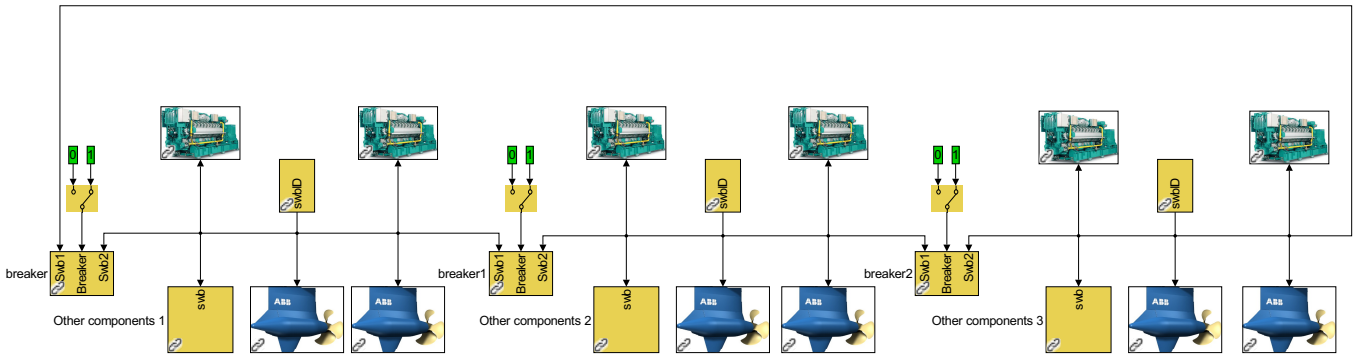 0 1
0 1
0 1
swbID
swbID
swbID
breaker
Swb1
Breaker
Swb2
breaker1
Swb1
Breaker
Swb2
breaker2
Swb1
Breaker
Swb2
Other components 1
swb
ABB
ABB
Other components 2
swb
ABB
ABB
Other components 3
swb
ABB
ABB